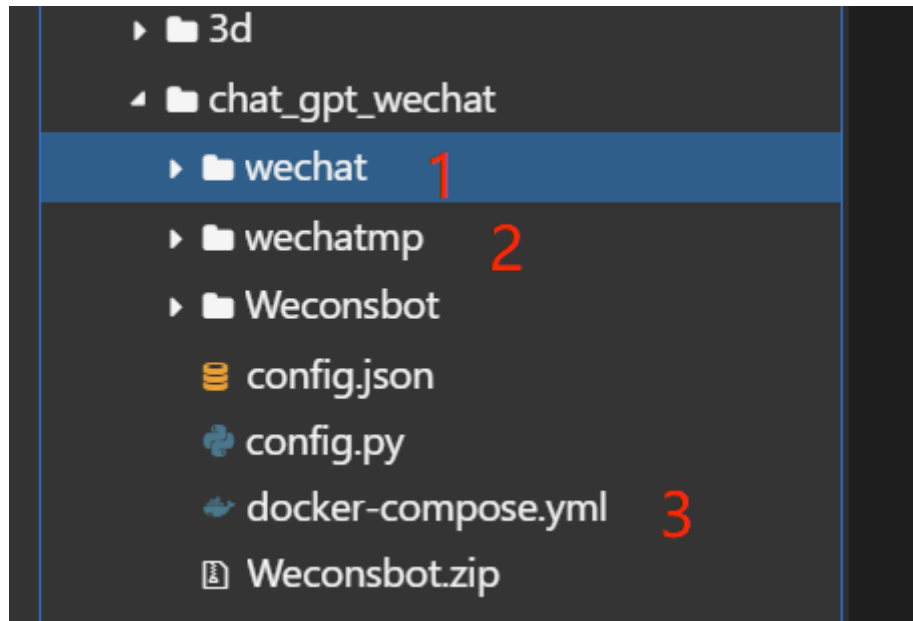 3d
chat_gpt_wechat
wechat 1
wechatmp 2
Weconsbot
config.json
config.py
docker-compose.yml 3
Weconsbot.zip